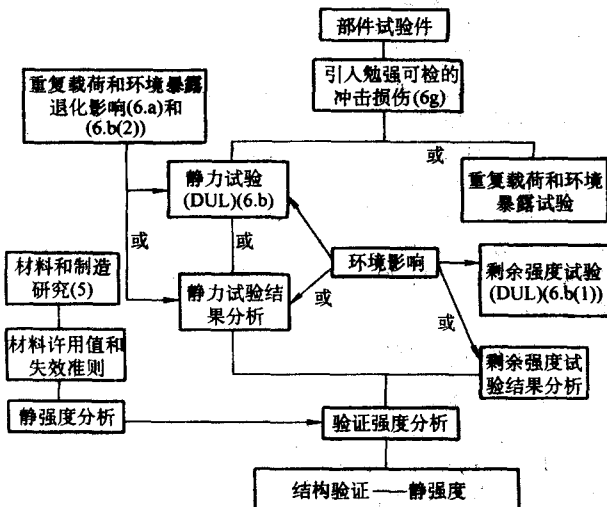 部件试验件
引入勉强可检的
冲击损伤(6g)
重复载荷和环境暴露
退化影响(6.a)和
(6.b(2))
或
静力试验
(DUL)(6.b)
重复载荷和环境
暴露试验
或
或
环境影响
剩余强度试验
(DUL)(6.b(1))
材料和制造
研究(5)
静力试验结
果分析
或
或
材料许用值和
失效准则
剩余强度试
验结果分析
静强度分析
验证强度分析
结构验证——静强度